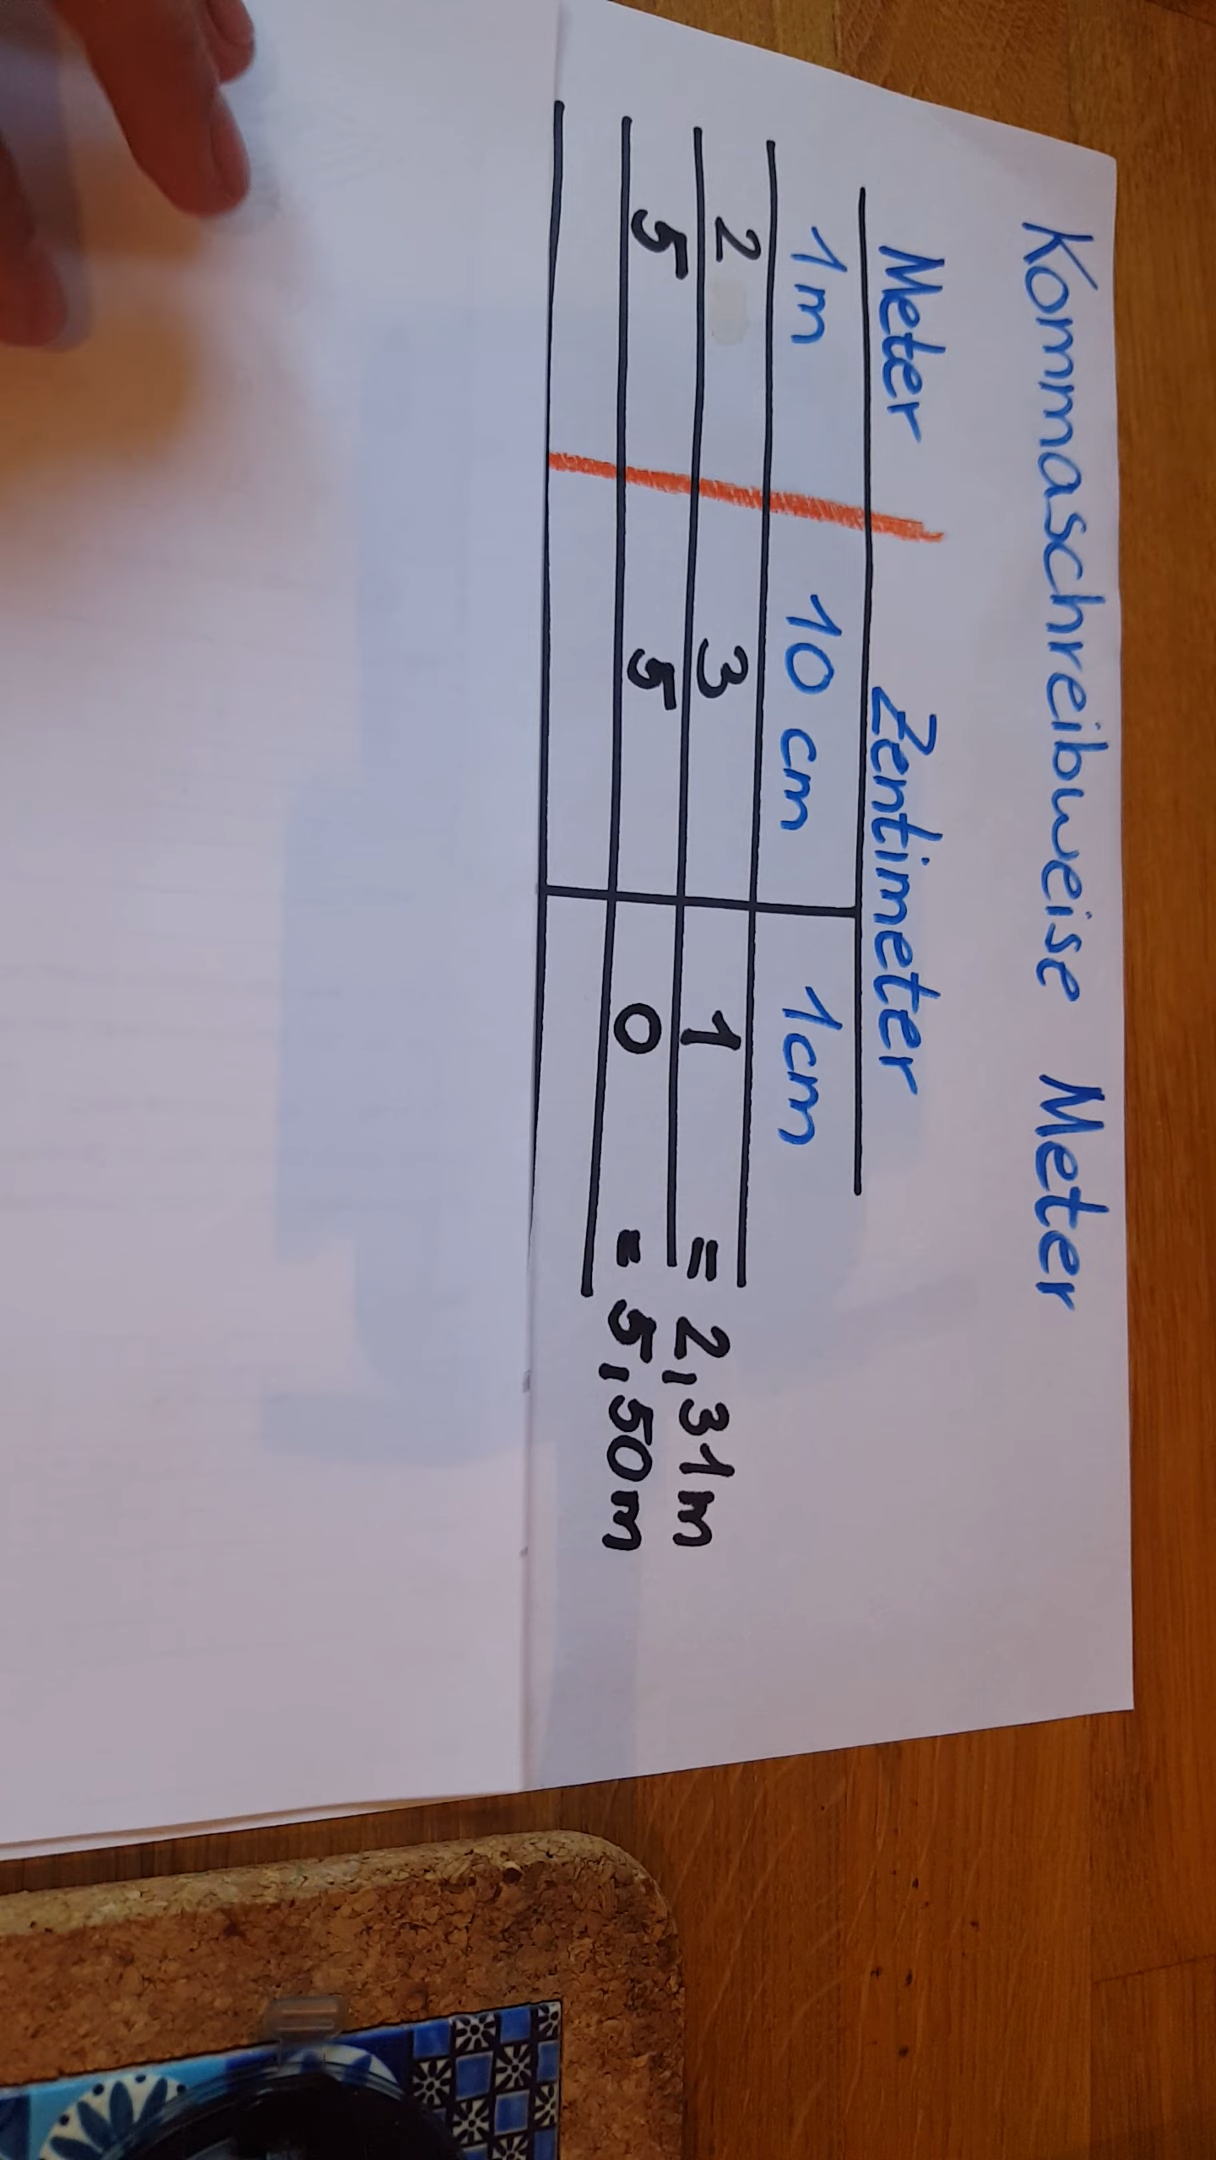 Kommaschreibweise Meter
Meter Zentimeter
1m 10 cm 1cm
2 3 1 = 2,31m
5 5 0 = 5,50m